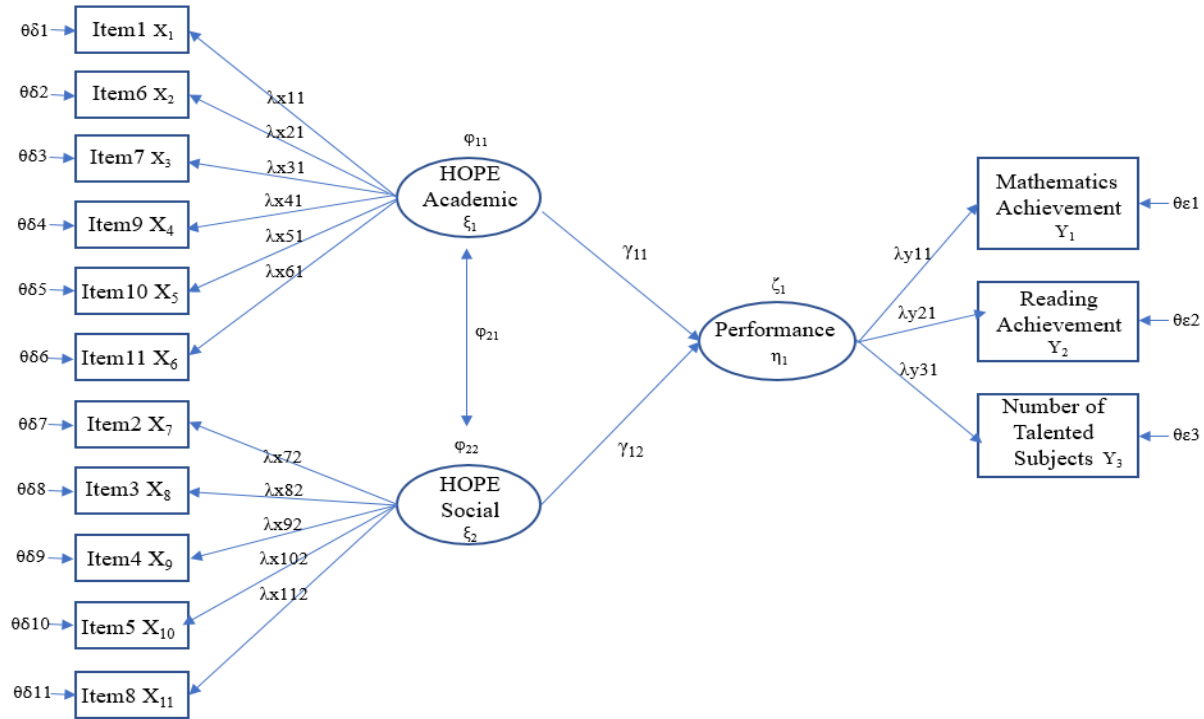 θδ1
Item1 X₁
θδ2
Item6 X₂
θδ3
Item7 X₃
θδ4
Item9 X₄
θδ5
Item10 X₅
θδ6
Item11 X₆
θδ7
Item2 X₇
θδ8
Item3 X₈
θδ9
Item4 X₉
θδ10
Item5 X₁₀
θδ11
Item8 X₁₁
λx11
λx21
λx31
λx41
λx51
λx61
λx72
λx82
λx92
λx102
λx112
φ₁₁
HOPE
Academic
ξ₁
φ₂₁
φ₂₂
HOPE
Social
ξ₂
γ₁₁
γ₁₂
ζ₁
Performance
η₁
λy11
λy21
λy31
Mathematics
Achievement
Y₁
θε1
Reading
Achievement
Y₂
θε2
Number of
Talented
Subjects Y₃
θε3